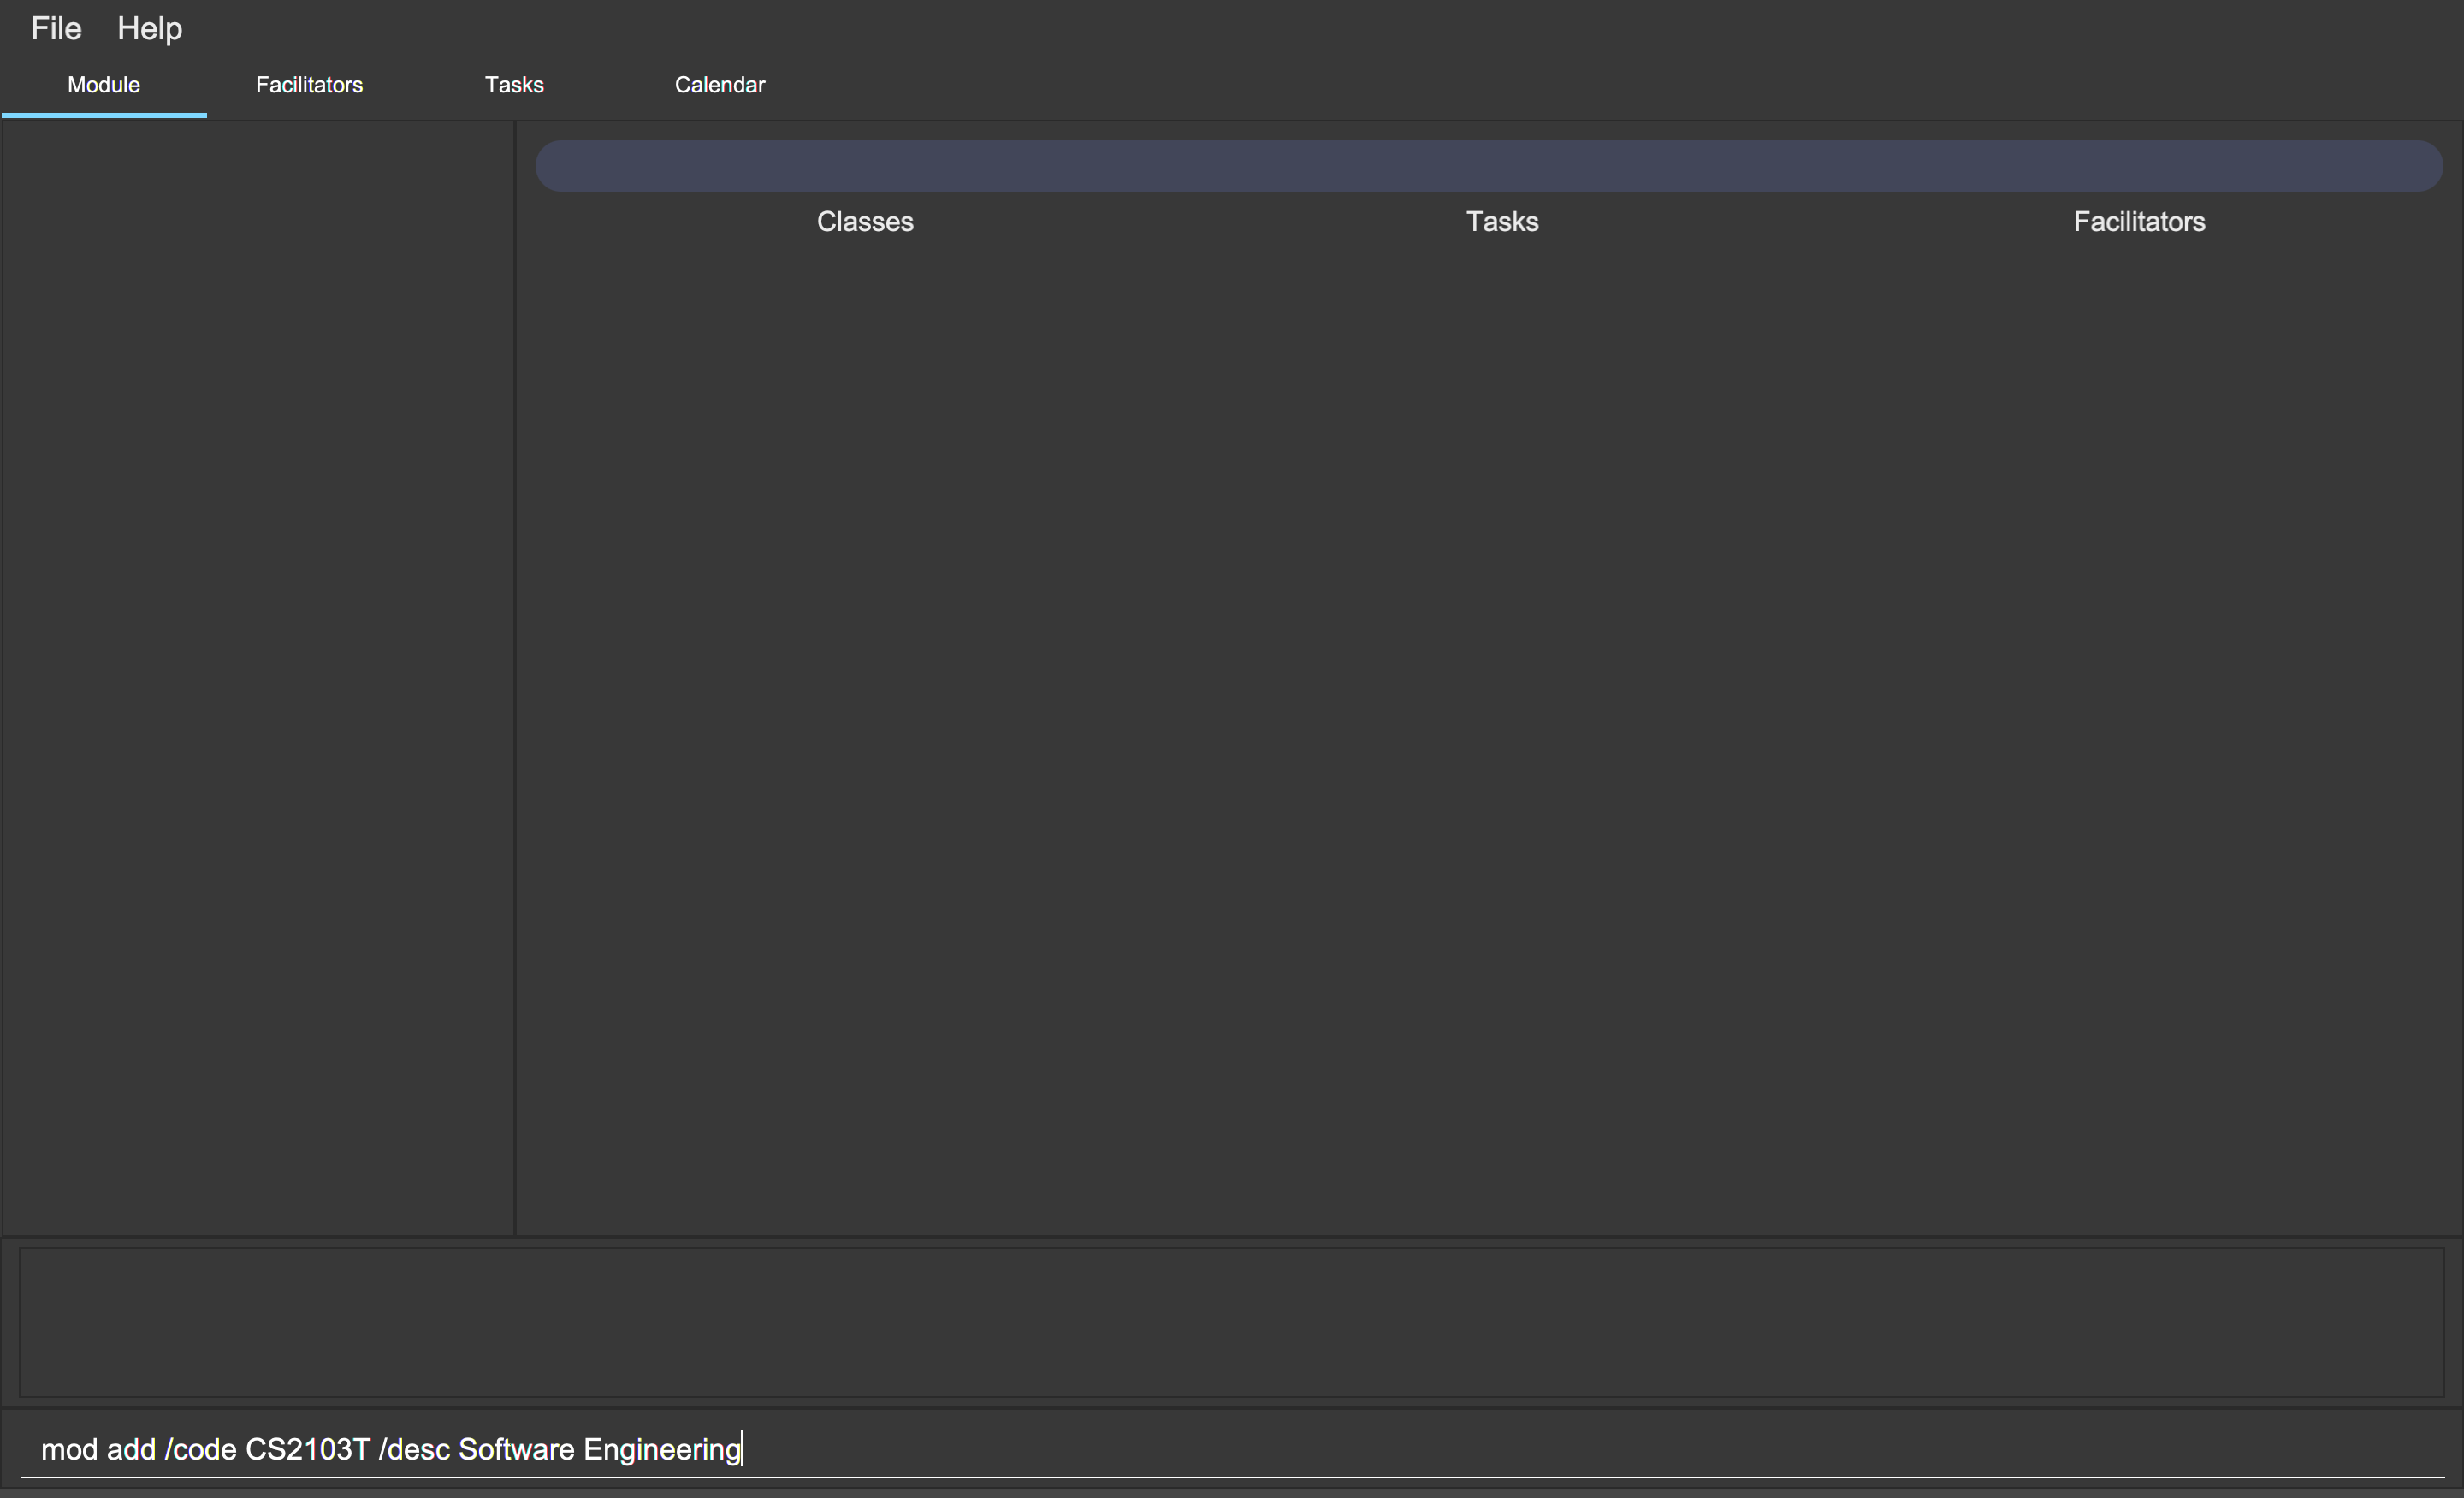 File Help
Module Facilitators Tasks Calendar
Classes Tasks Facilitators
mod add /code CS2103T /desc Software Engineering